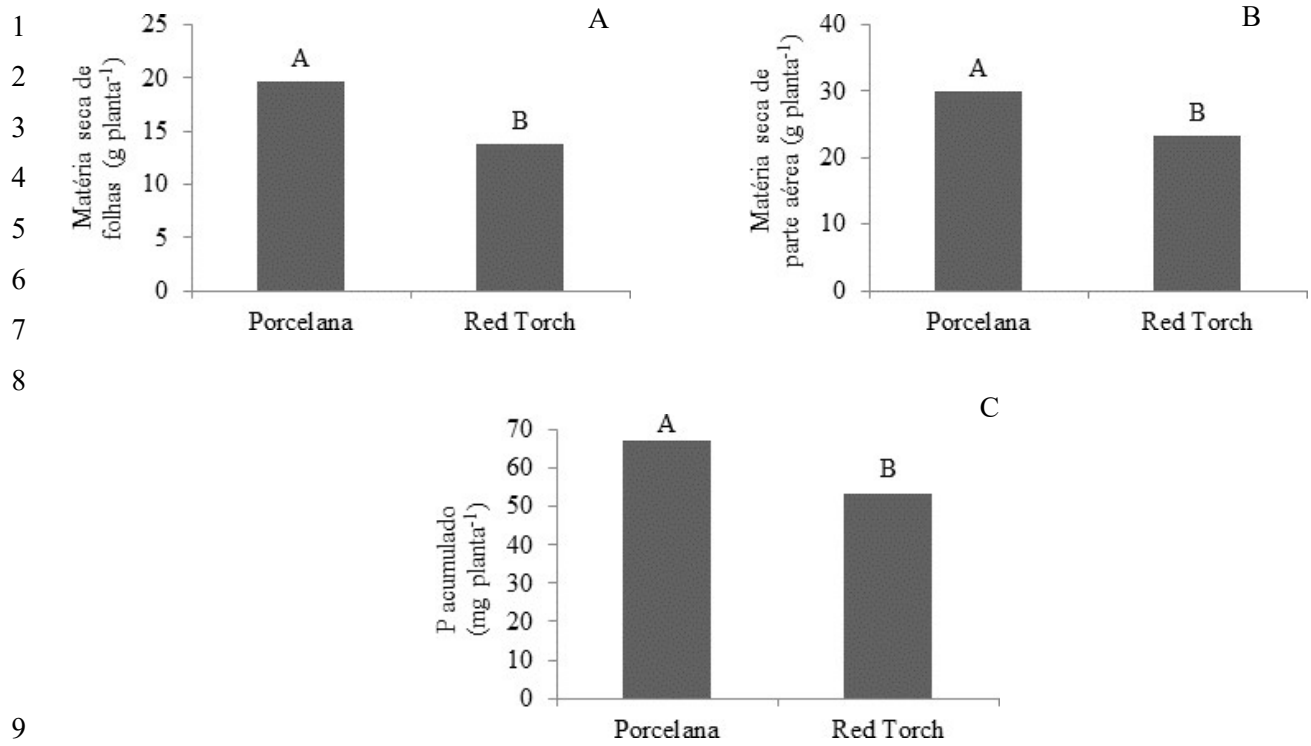 1
2
3
4
5
6
7
8
9
A
Matéria seca de
folhas (g planta-1)
25
20
15
10
5
0
A
B
Porcelana Red Torch
B
Matéria seca de
parte aérea (g planta-1)
40
30
20
10
0
A
B
Porcelana Red Torch
C
P acumulado
(mg planta-1)
70
60
50
40
30
20
10
0
A
B
Porcelana Red Torch